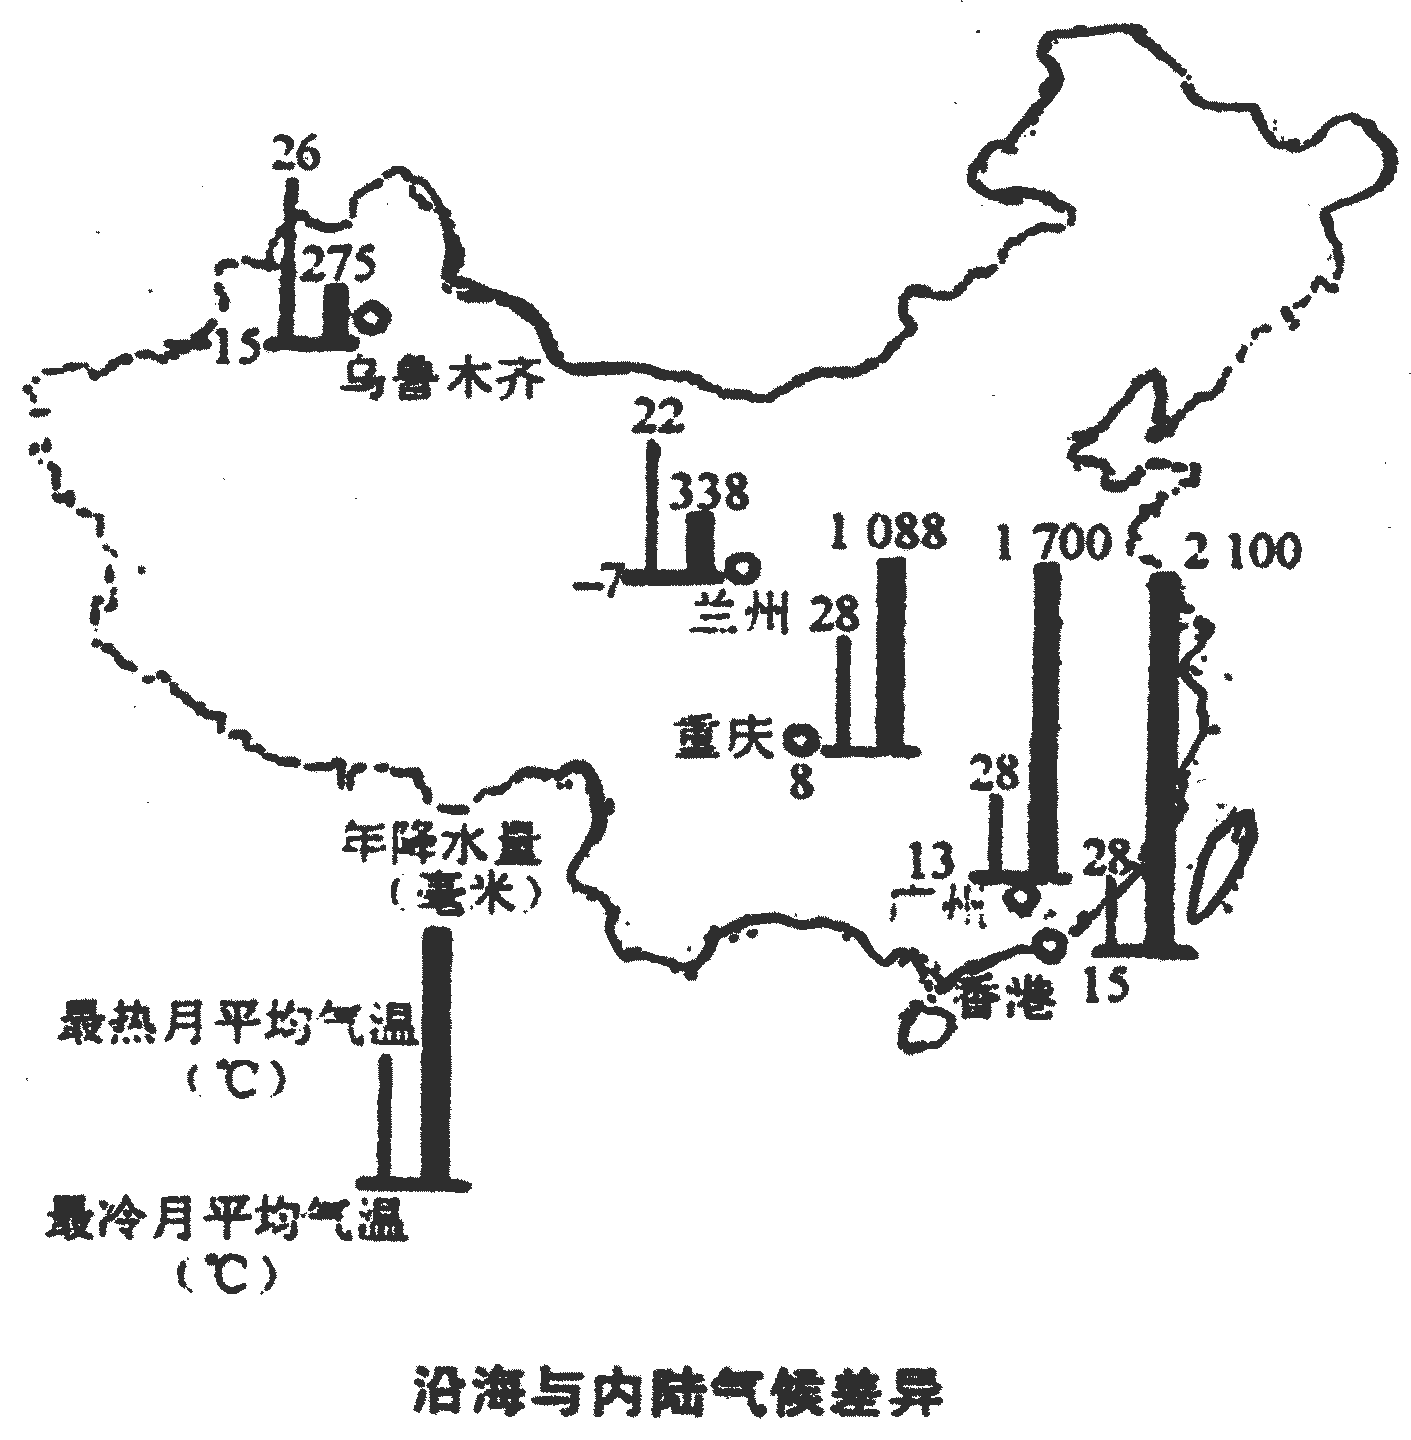 26
275
15
乌鲁木齐
22
338
-7
兰州
1 088
28
重庆
8
1 700
28
13
广州
2 100
28
15
香港
年降水量
(毫米)
最热月平均气温
(℃)
最冷月平均气温
(℃)
沿海与内陆气候差异